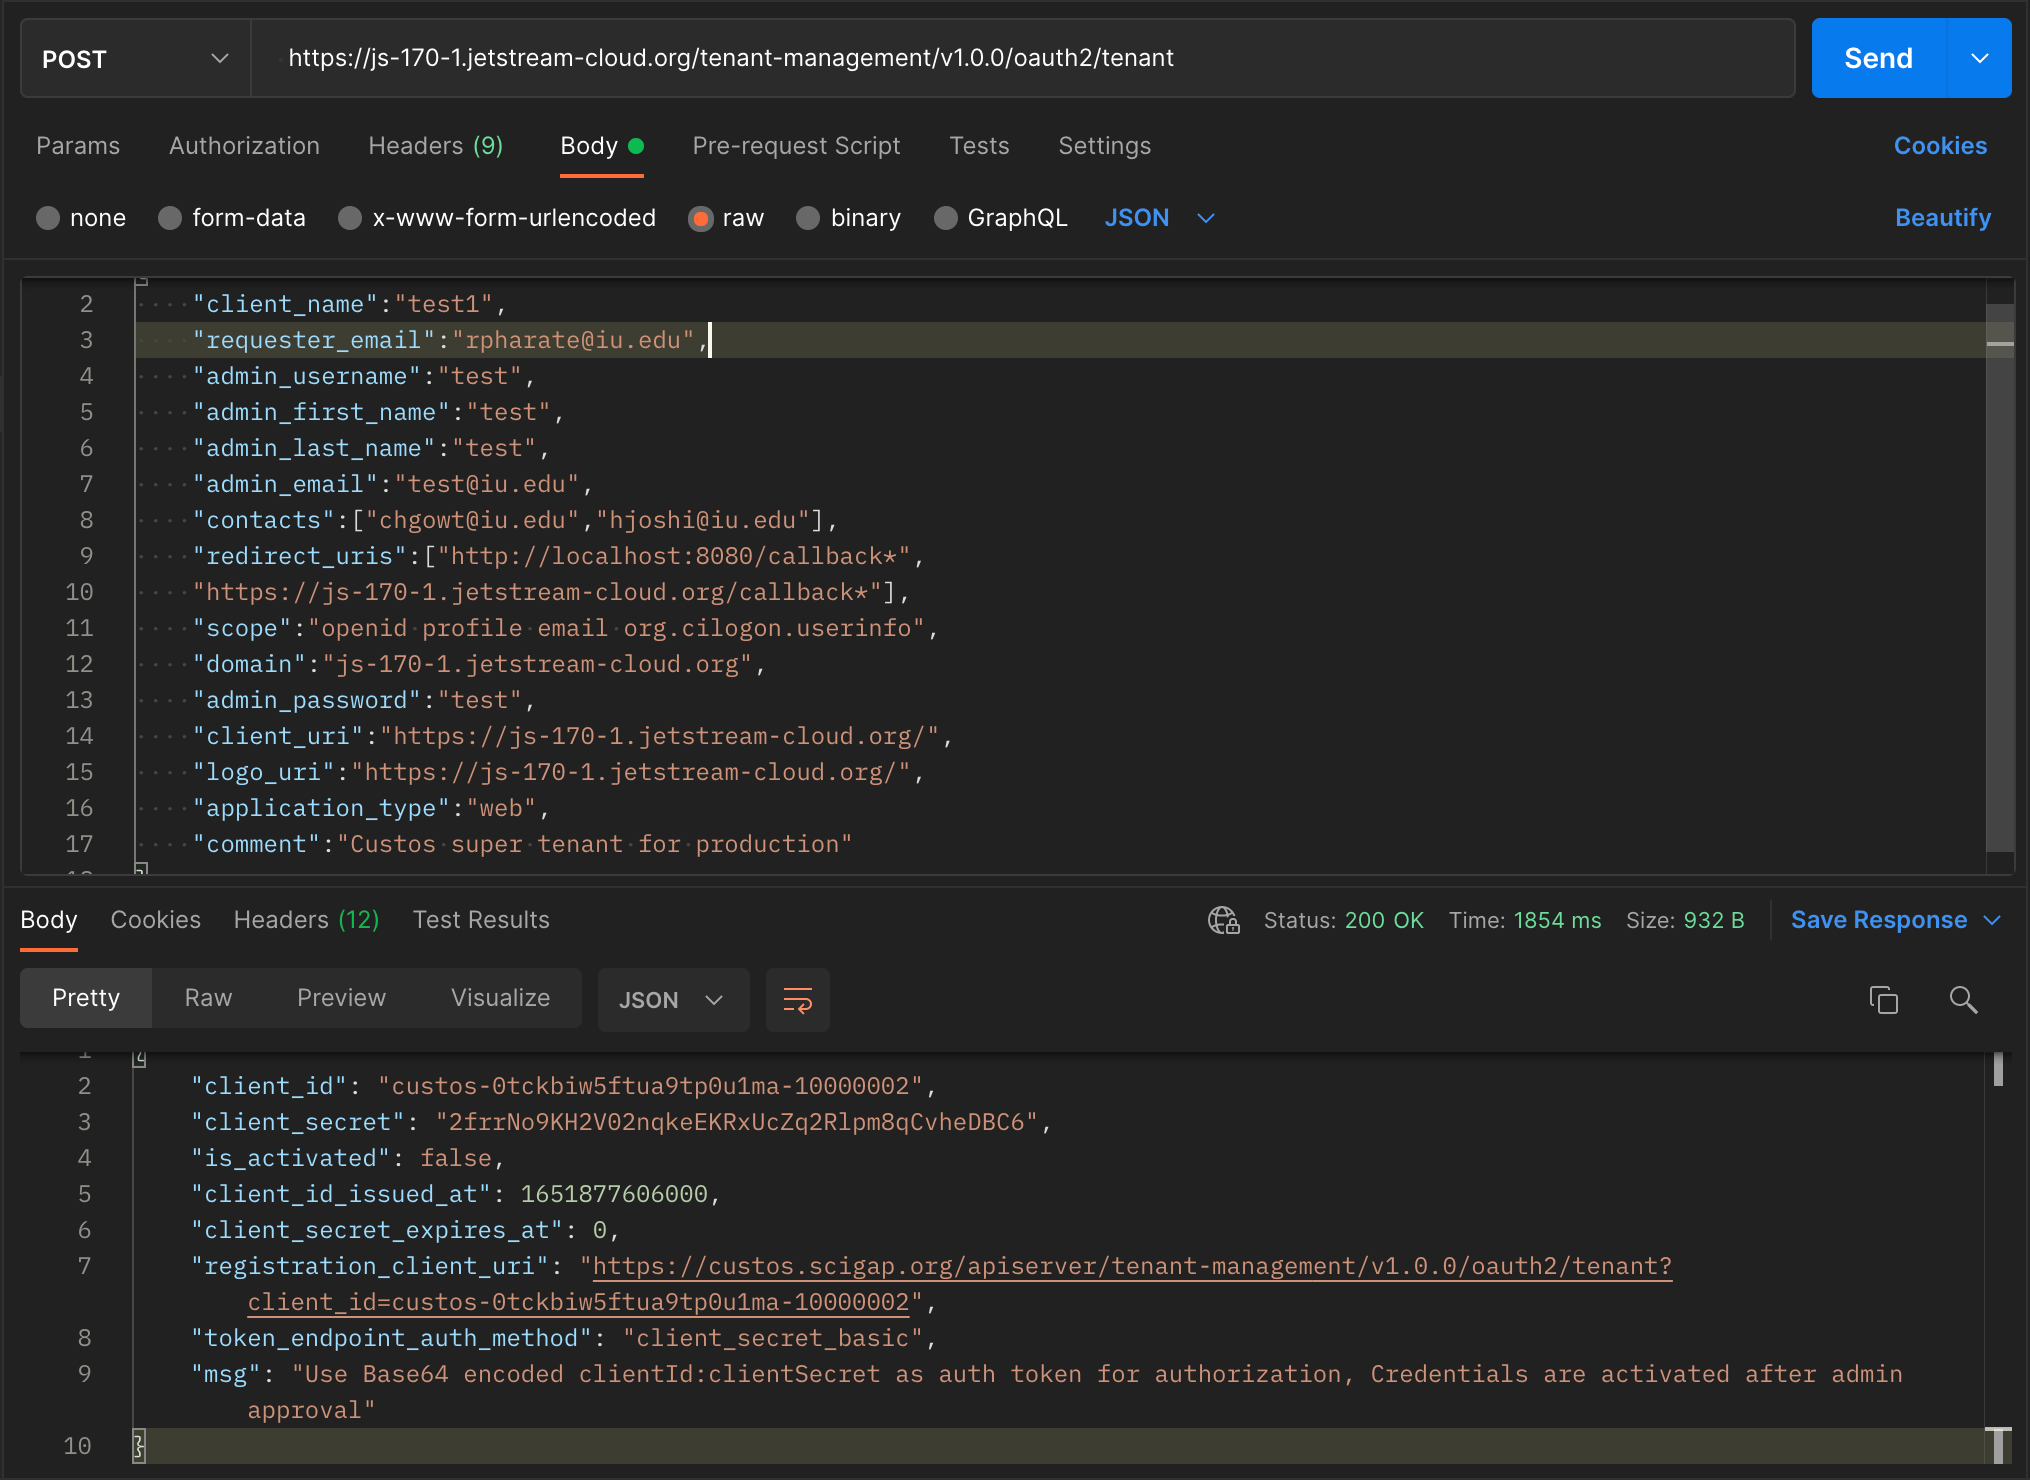 POST
https://js-170-1.jetstream-cloud.org/tenant-management/v1.0.0/oauth2/tenant
Send
Params Authorization Headers (9) Body Pre-request Script Tests Settings Cookies
none form-data x-www-form-urlencoded raw binary GraphQL JSON Beautify
2 "client_name":"test1",
3 "requester_email":"rpharate@iu.edu",
4 "admin_username":"test",
5 "admin_first_name":"test",
6 "admin_last_name":"test",
7 "admin_email":"test@iu.edu",
8 "contacts":["chgowt@iu.edu","hjoshi@iu.edu"],
9 "redirect_uris":["http://localhost:8080/callback*",
10 "https://js-170-1.jetstream-cloud.org/callback*"],
11 "scope":"openid profile email org.cilogon.userinfo",
12 "domain":"js-170-1.jetstream-cloud.org",
13 "admin_password":"test",
14 "client_uri":"https://js-170-1.jetstream-cloud.org/",
15 "logo_uri":"https://js-170-1.jetstream-cloud.org/",
16 "application_type":"web",
17 "comment":"Custos super tenant for production"
Body Cookies Headers (12) Test Results Status: 200 OK Time: 1854 ms Size: 932 B Save Response
Pretty Raw Preview Visualize JSON
2 "client_id": "custos-0tckbiw5ftua9tp0u1ma-10000002",
3 "client_secret": "2frrNo9KH2V02nqkeEKRxUcZq2Rlpm8qCvheDBC6",
4 "is_activated": false,
5 "client_id_issued_at": 1651877606000,
6 "client_secret_expires_at": 0,
7 "registration_client_uri": "https://custos.scigap.org/apiserver/tenant-management/v1.0.0/oauth2/tenant?
client_id=custos-0tckbiw5ftua9tp0u1ma-10000002",
8 "token_endpoint_auth_method": "client_secret_basic",
9 "msg": "Use Base64 encoded clientId:clientSecret as auth token for authorization, Credentials are activated after admin
approval"
10 }